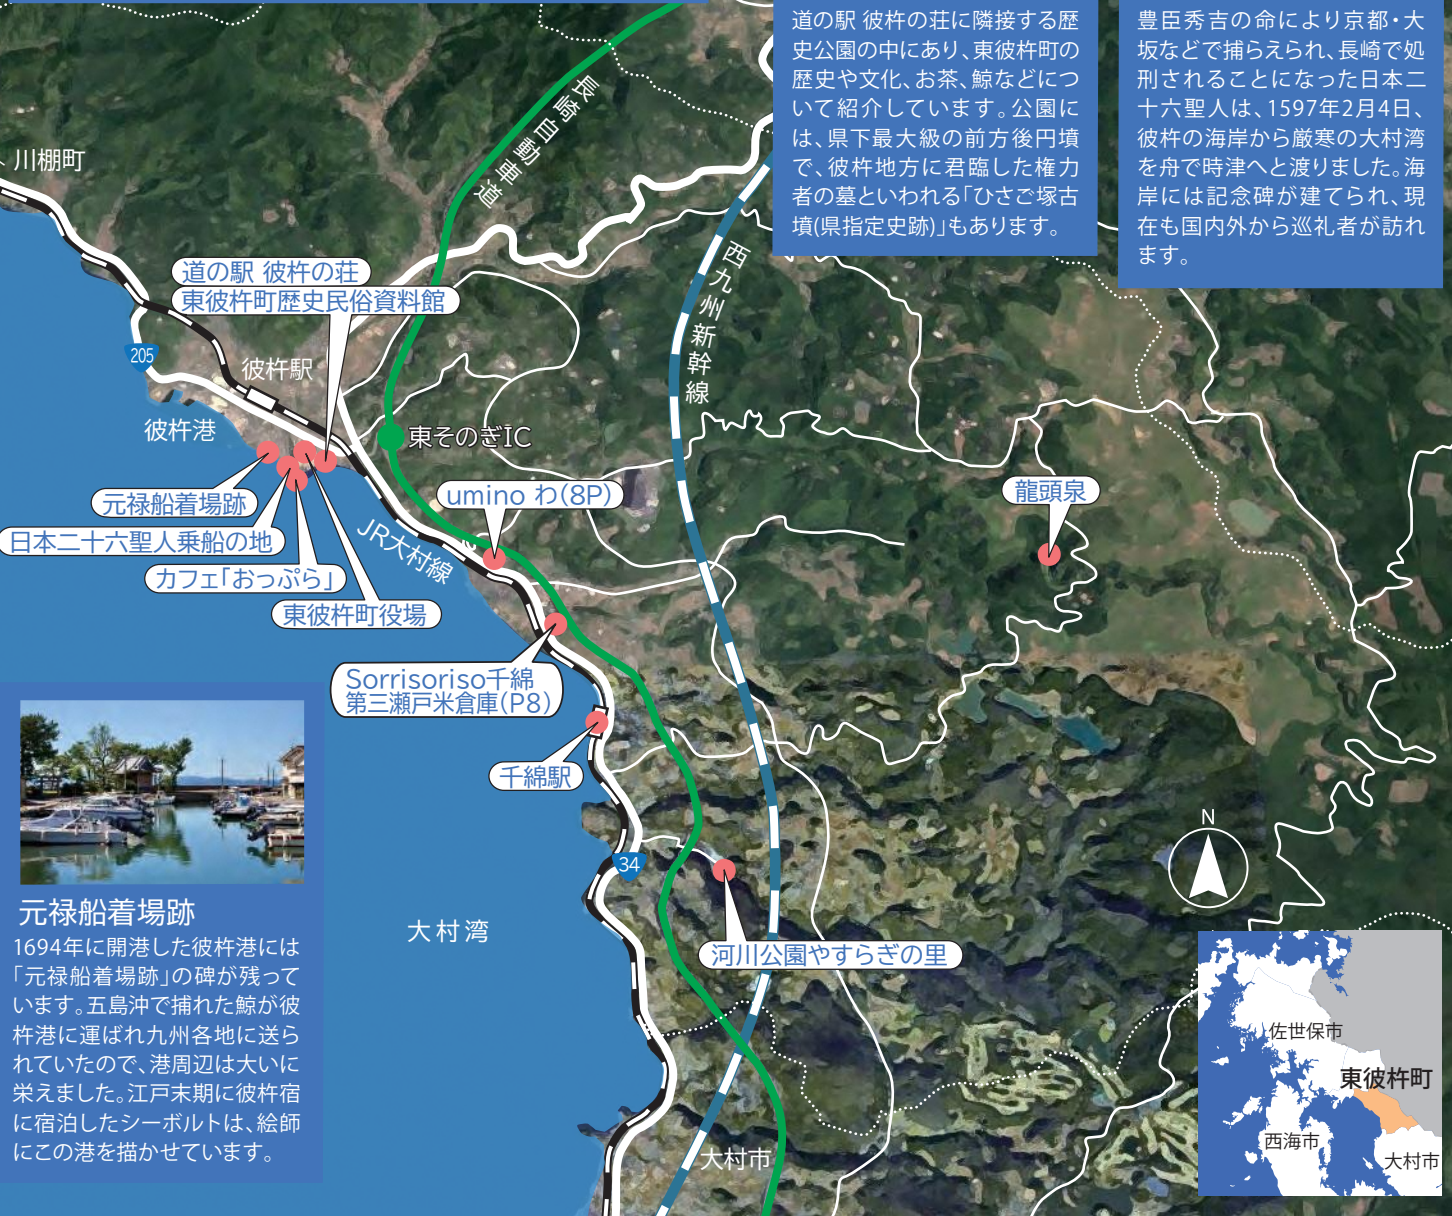 道の駅 彼杵の荘に隣接する歴
史公園の中にあり、東彼杵町の
歴史や文化、お茶、鯨などにつ
いて紹介しています。公園に
は、県下最大級の前方後円墳
で、彼杵地方に君臨した権力
者の墓といわれる「ひさご塚古
墳(県指定史跡)」もあります。
豊臣秀吉の命により京都・大
坂などで捕らえられ、長崎で処
刑されることになった日本二
十六聖人は、1597年2月4日、
彼杵の海岸から厳寒の大村湾
を舟で時津へと渡りました。海
岸には記念碑が建てられ、現
在も国内外から巡礼者が訪れ
ます。
長崎自動車道
川棚町
西九州新幹線
道の駅 彼杵の荘
東彼杵町歴史民俗資料館
205
彼杵駅
彼杵港
東そのぎIC
元禄船着場跡
umino わ(8P)
龍頭泉
日本二十六聖人乗船の地
JR大村線
カフェ「おっぷら」
東彼杵町役場
Sorrisoriso千綿
第三瀬戸米倉庫(P8)
千綿駅
34
N
大村湾
河川公園やすらぎの里
元禄船着場跡
1694年に開港した彼杵港には
「元禄船着場跡」の碑が残って
います。五島沖で捕れた鯨が彼
杵港に運ばれ九州各地に送ら
れていたので、港周辺は大いに
栄えました。江戸末期に彼杵宿
に宿泊したシーボルトは、絵師
にこの港を描かせています。
大村市
佐世保市
東彼杵町
西海市
大村市